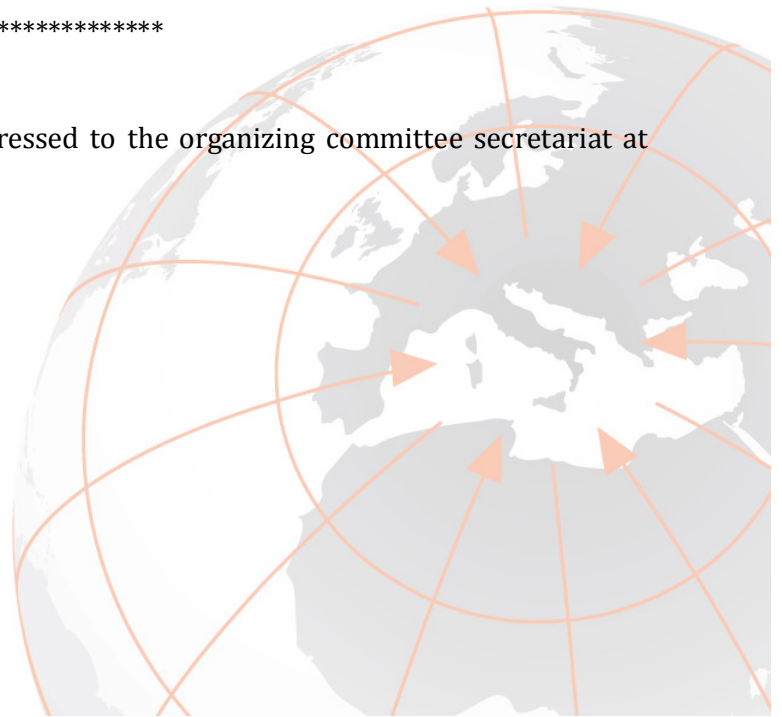 *************
ressed to the organizing committee secretariat at